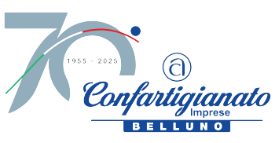 70
1955 - 2025
a
Confartigianato
Imprese
BELLUNO